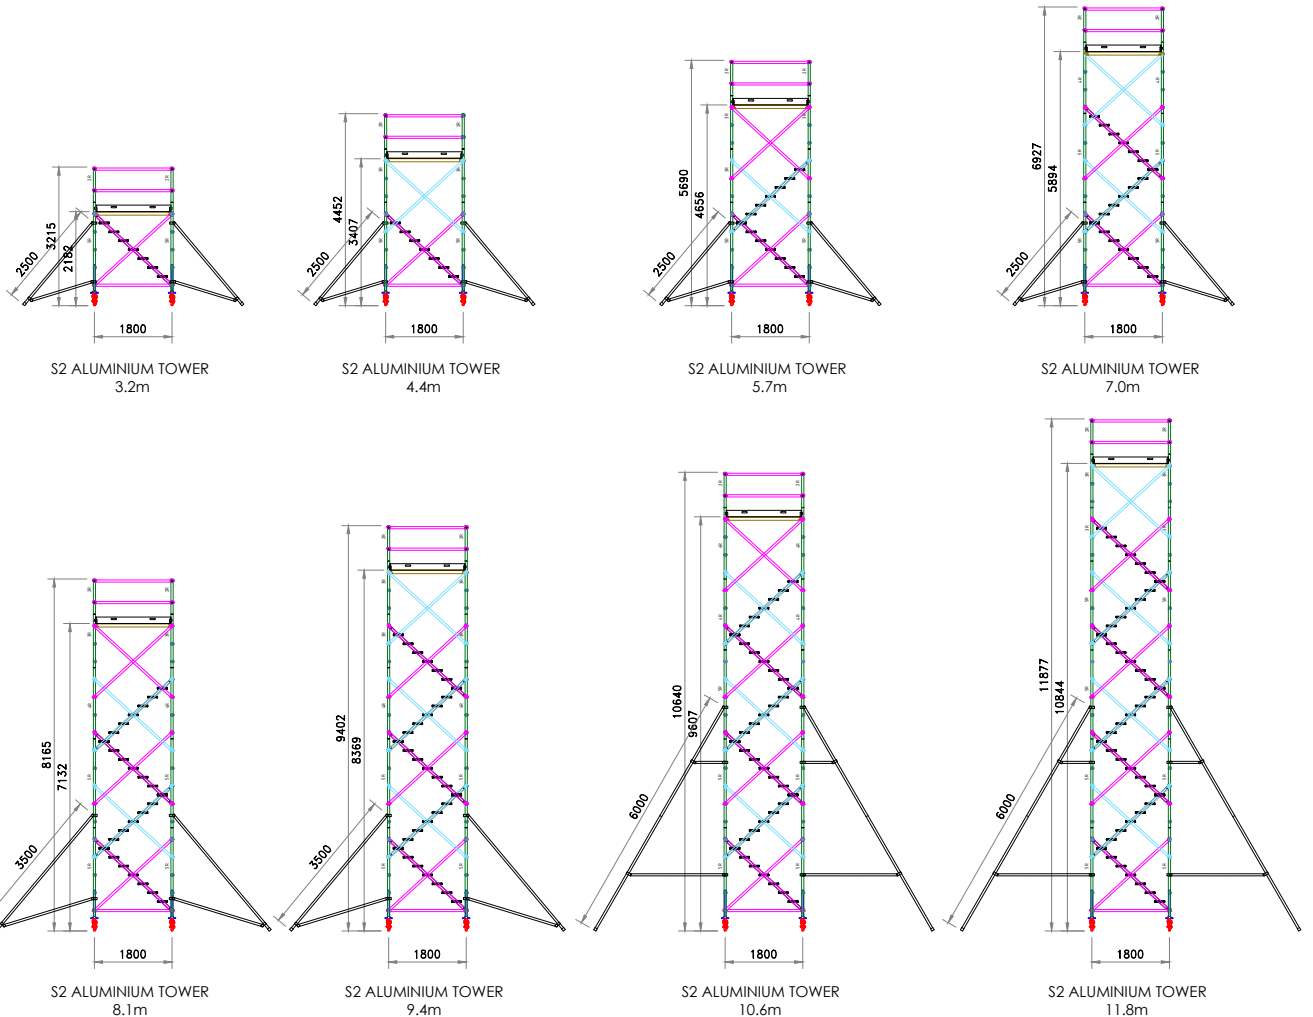 3215
2182
2500
1800
S2 ALUMINIUM TOWER
3.2m
4452
3407
2500
1800
S2 ALUMINIUM TOWER
4.4m
5690
4656
2500
1800
S2 ALUMINIUM TOWER
5.7m
6927
5894
2500
1800
S2 ALUMINIUM TOWER
7.0m
8165
7132
3500
1800
S2 ALUMINIUM TOWER
8.1m
9402
8369
3500
1800
S2 ALUMINIUM TOWER
9.4m
10640
9607
6000
1800
S2 ALUMINIUM TOWER
10.6m
11877
10844
6000
1800
S2 ALUMINIUM TOWER
11.8m